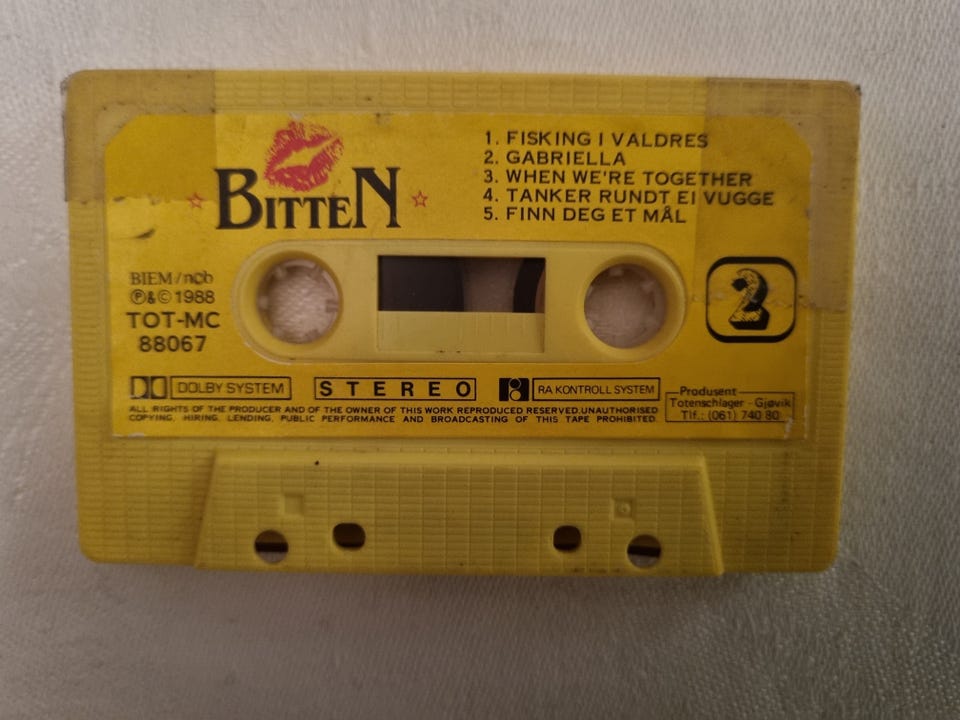 BITTEN
1. FISKING I VALDRES
2. GABRIELLA
3. WHEN WE'RE TOGETHER
4. TANKER RUNDT EI VUGGE
5. FINN DEG ET MÅL
BIEM/ncb
Ⓟ&© 1988
TOT-MC
88067
2
DOLBY SYSTEM
STEREO
RA KONTROLL SYSTEM
ALL RIGHTS OF THE PRODUCER AND OF THE OWNER OF THIS WORK REPRODUCED RESERVED.UNAUTHORISED
COPYING, HIRING, LENDING, PUBLIC PERFORMANCE AND BROADCASTING OF THIS TAPE PROHIBITED.
Produsent
Totenschlager - Gjøvik
Tlf.: (061) 740 80